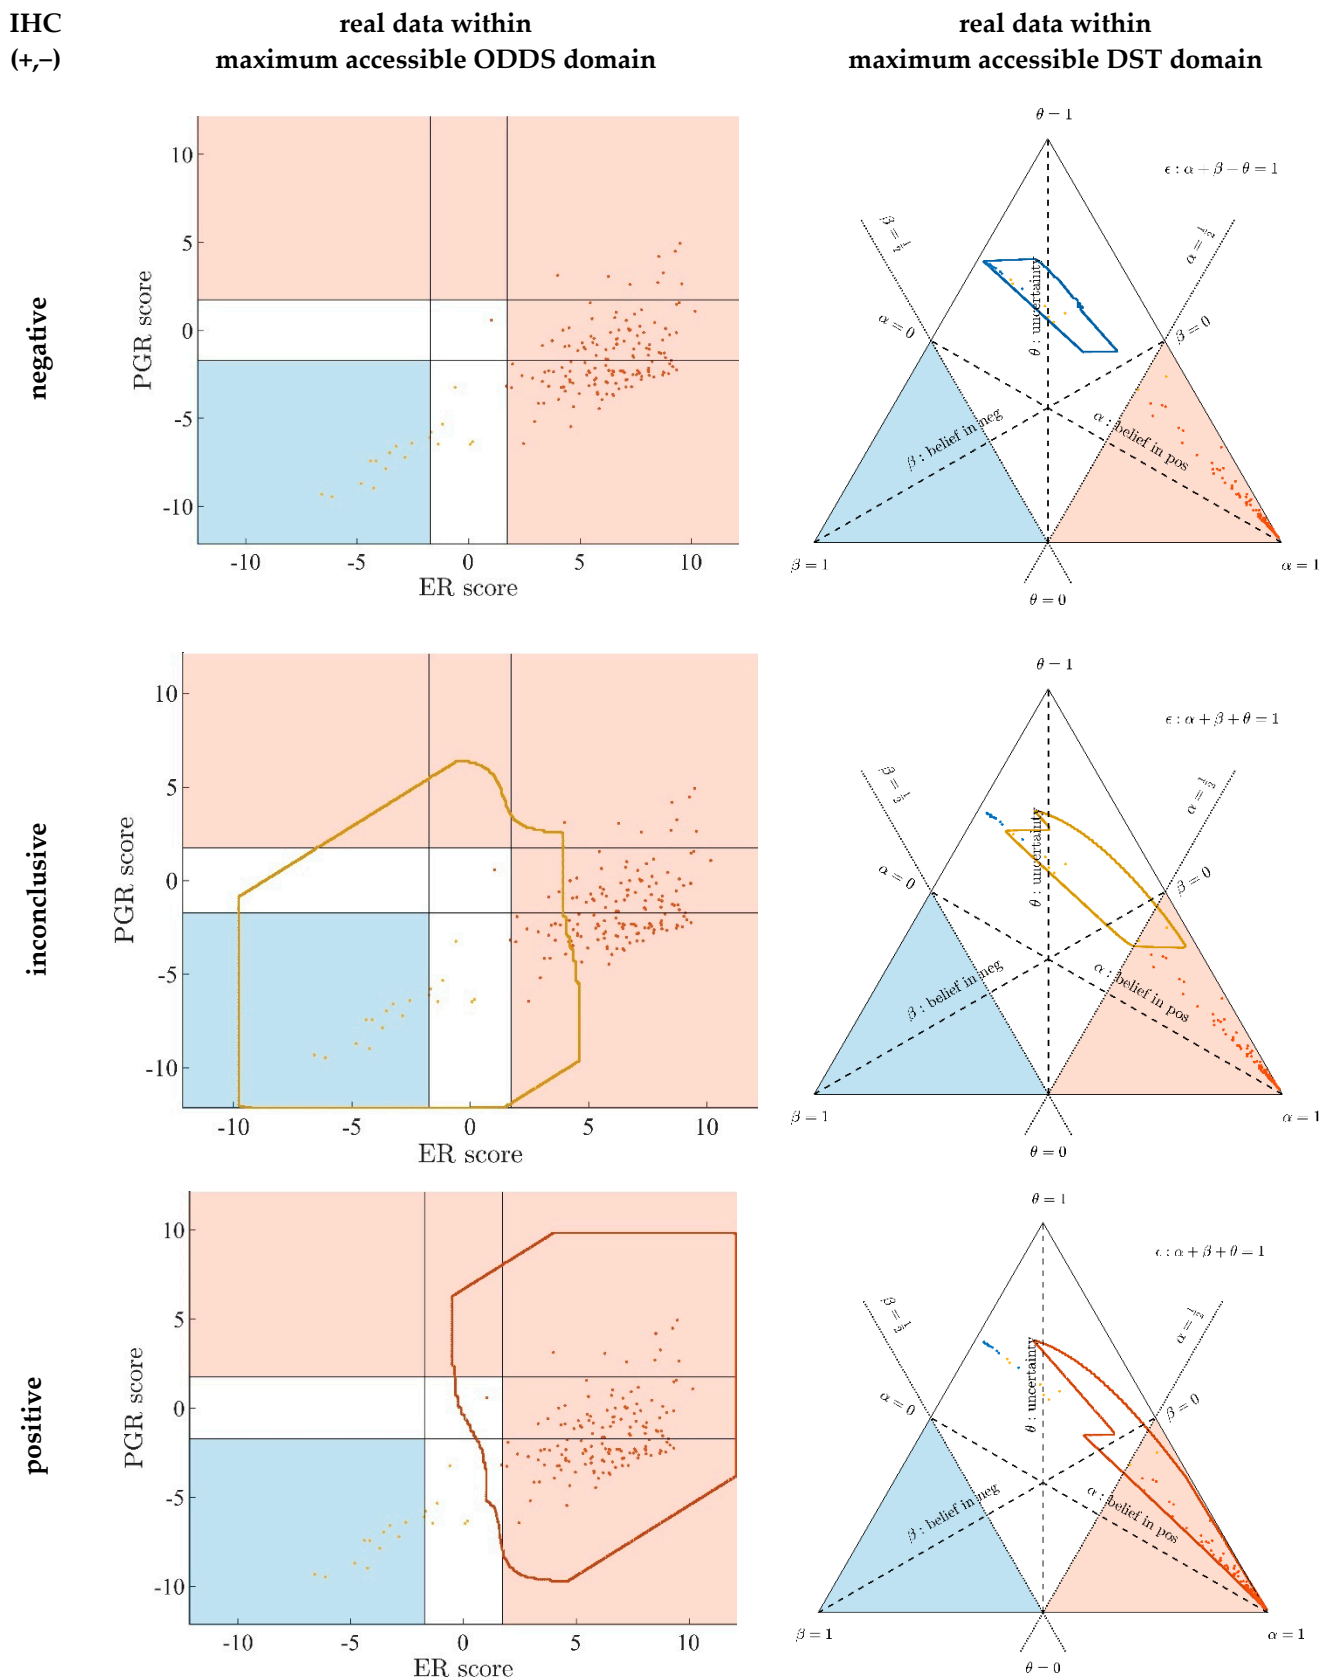 IHC
(+,–)
real data within
maximum accessible ODDS domain
real data within
maximum accessible DST domain
negative
10
5
0
-5
-10
PGR score
-10
-5
0
5
10
ER score
θ = 1
ϵ : α + β + θ = 1
β = 1/2
α = 1/2
α = 0
β = 0
θ : uncertainty
β : belief in neg
α : belief in pos
β = 1
α = 1
θ = 0
inconclusive
10
5
0
-5
-10
PGR score
-10
-5
0
5
10
ER score
θ = 1
ϵ : α + β + θ = 1
β = 1/2
α = 1/2
α = 0
β = 0
θ : uncertainty
β : belief in neg
α : belief in pos
β = 1
α = 1
θ = 0
positive
10
5
0
-5
-10
PGR score
-10
-5
0
5
10
ER score
θ = 1
ϵ : α + β + θ = 1
β = 1/2
α = 1/2
α = 0
β = 0
θ : uncertainty
β : belief in neg
α : belief in pos
β = 1
α = 1
θ = 0